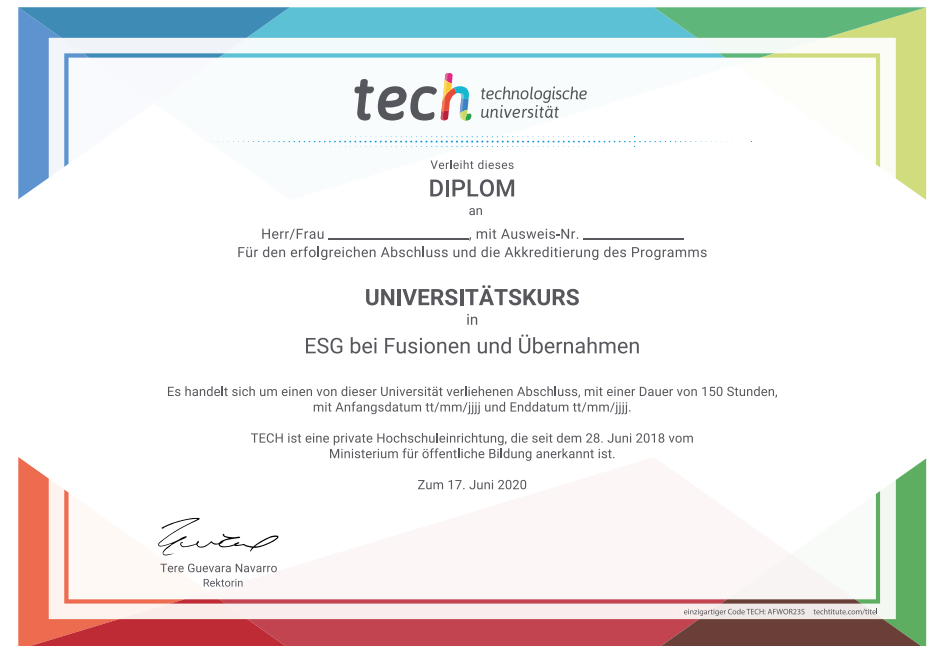 tech technologische
universität
Verleiht dieses
DIPLOM
an
Herr/Frau ____________, mit Ausweis-Nr. ____________
Für den erfolgreichen Abschluss und die Akkreditierung des Programms
UNIVERSITÄTSKURS
in
ESG bei Fusionen und Übernahmen
Es handelt sich um einen von dieser Universität verliehenen Abschluss, mit einer Dauer von 150 Stunden,
mit Anfangsdatum tt/mm/jjjj und Enddatum tt/mm/jjjj.
TECH ist eine private Hochschuleinrichtung, die seit dem 28. Juni 2018 vom
Ministerium für öffentliche Bildung anerkannt ist.
Zum 17. Juni 2020
Tere Guevara Navarro
Rektorin
einzigartiger Code TECH: AFWOR23S techtitute.com/titel